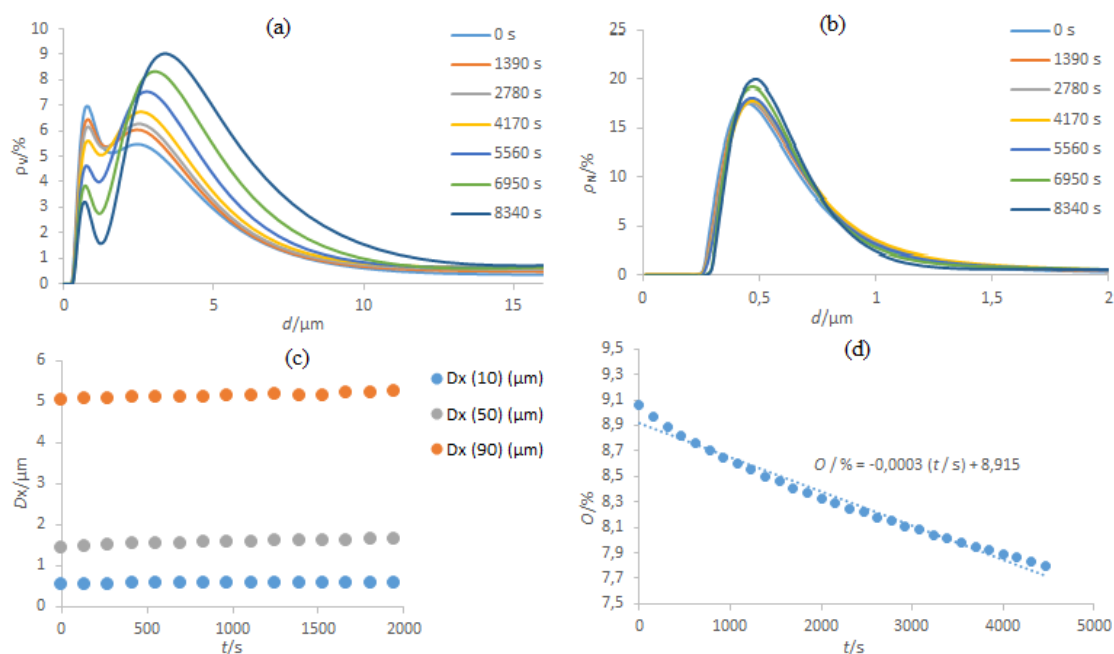 (a)
10
9
8
7
6
5
4
3
2
1
0
ρv/%
0 5 10 15
d/µm
0 s
1390 s
2780 s
4170 s
5560 s
6950 s
8340 s
(b)
25
20
15
10
5
0
ρN/%
0 0,5 1 1,5 2
d/µm
0 s
1390 s
2780 s
4170 s
5560 s
6950 s
8340 s
(c)
6
5
4
3
2
1
0
Dx/µm
0 500 1000 1500 2000
t/s
Dx (10) (µm)
Dx (50) (µm)
Dx (90) (µm)
(d)
9,5
9,3
9,1
8,9
8,7
8,5
8,3
8,1
7,9
7,7
7,5
O/%
O / % = -0,0003 (t / s) + 8,915
0 1000 2000 3000 4000 5000
t/s